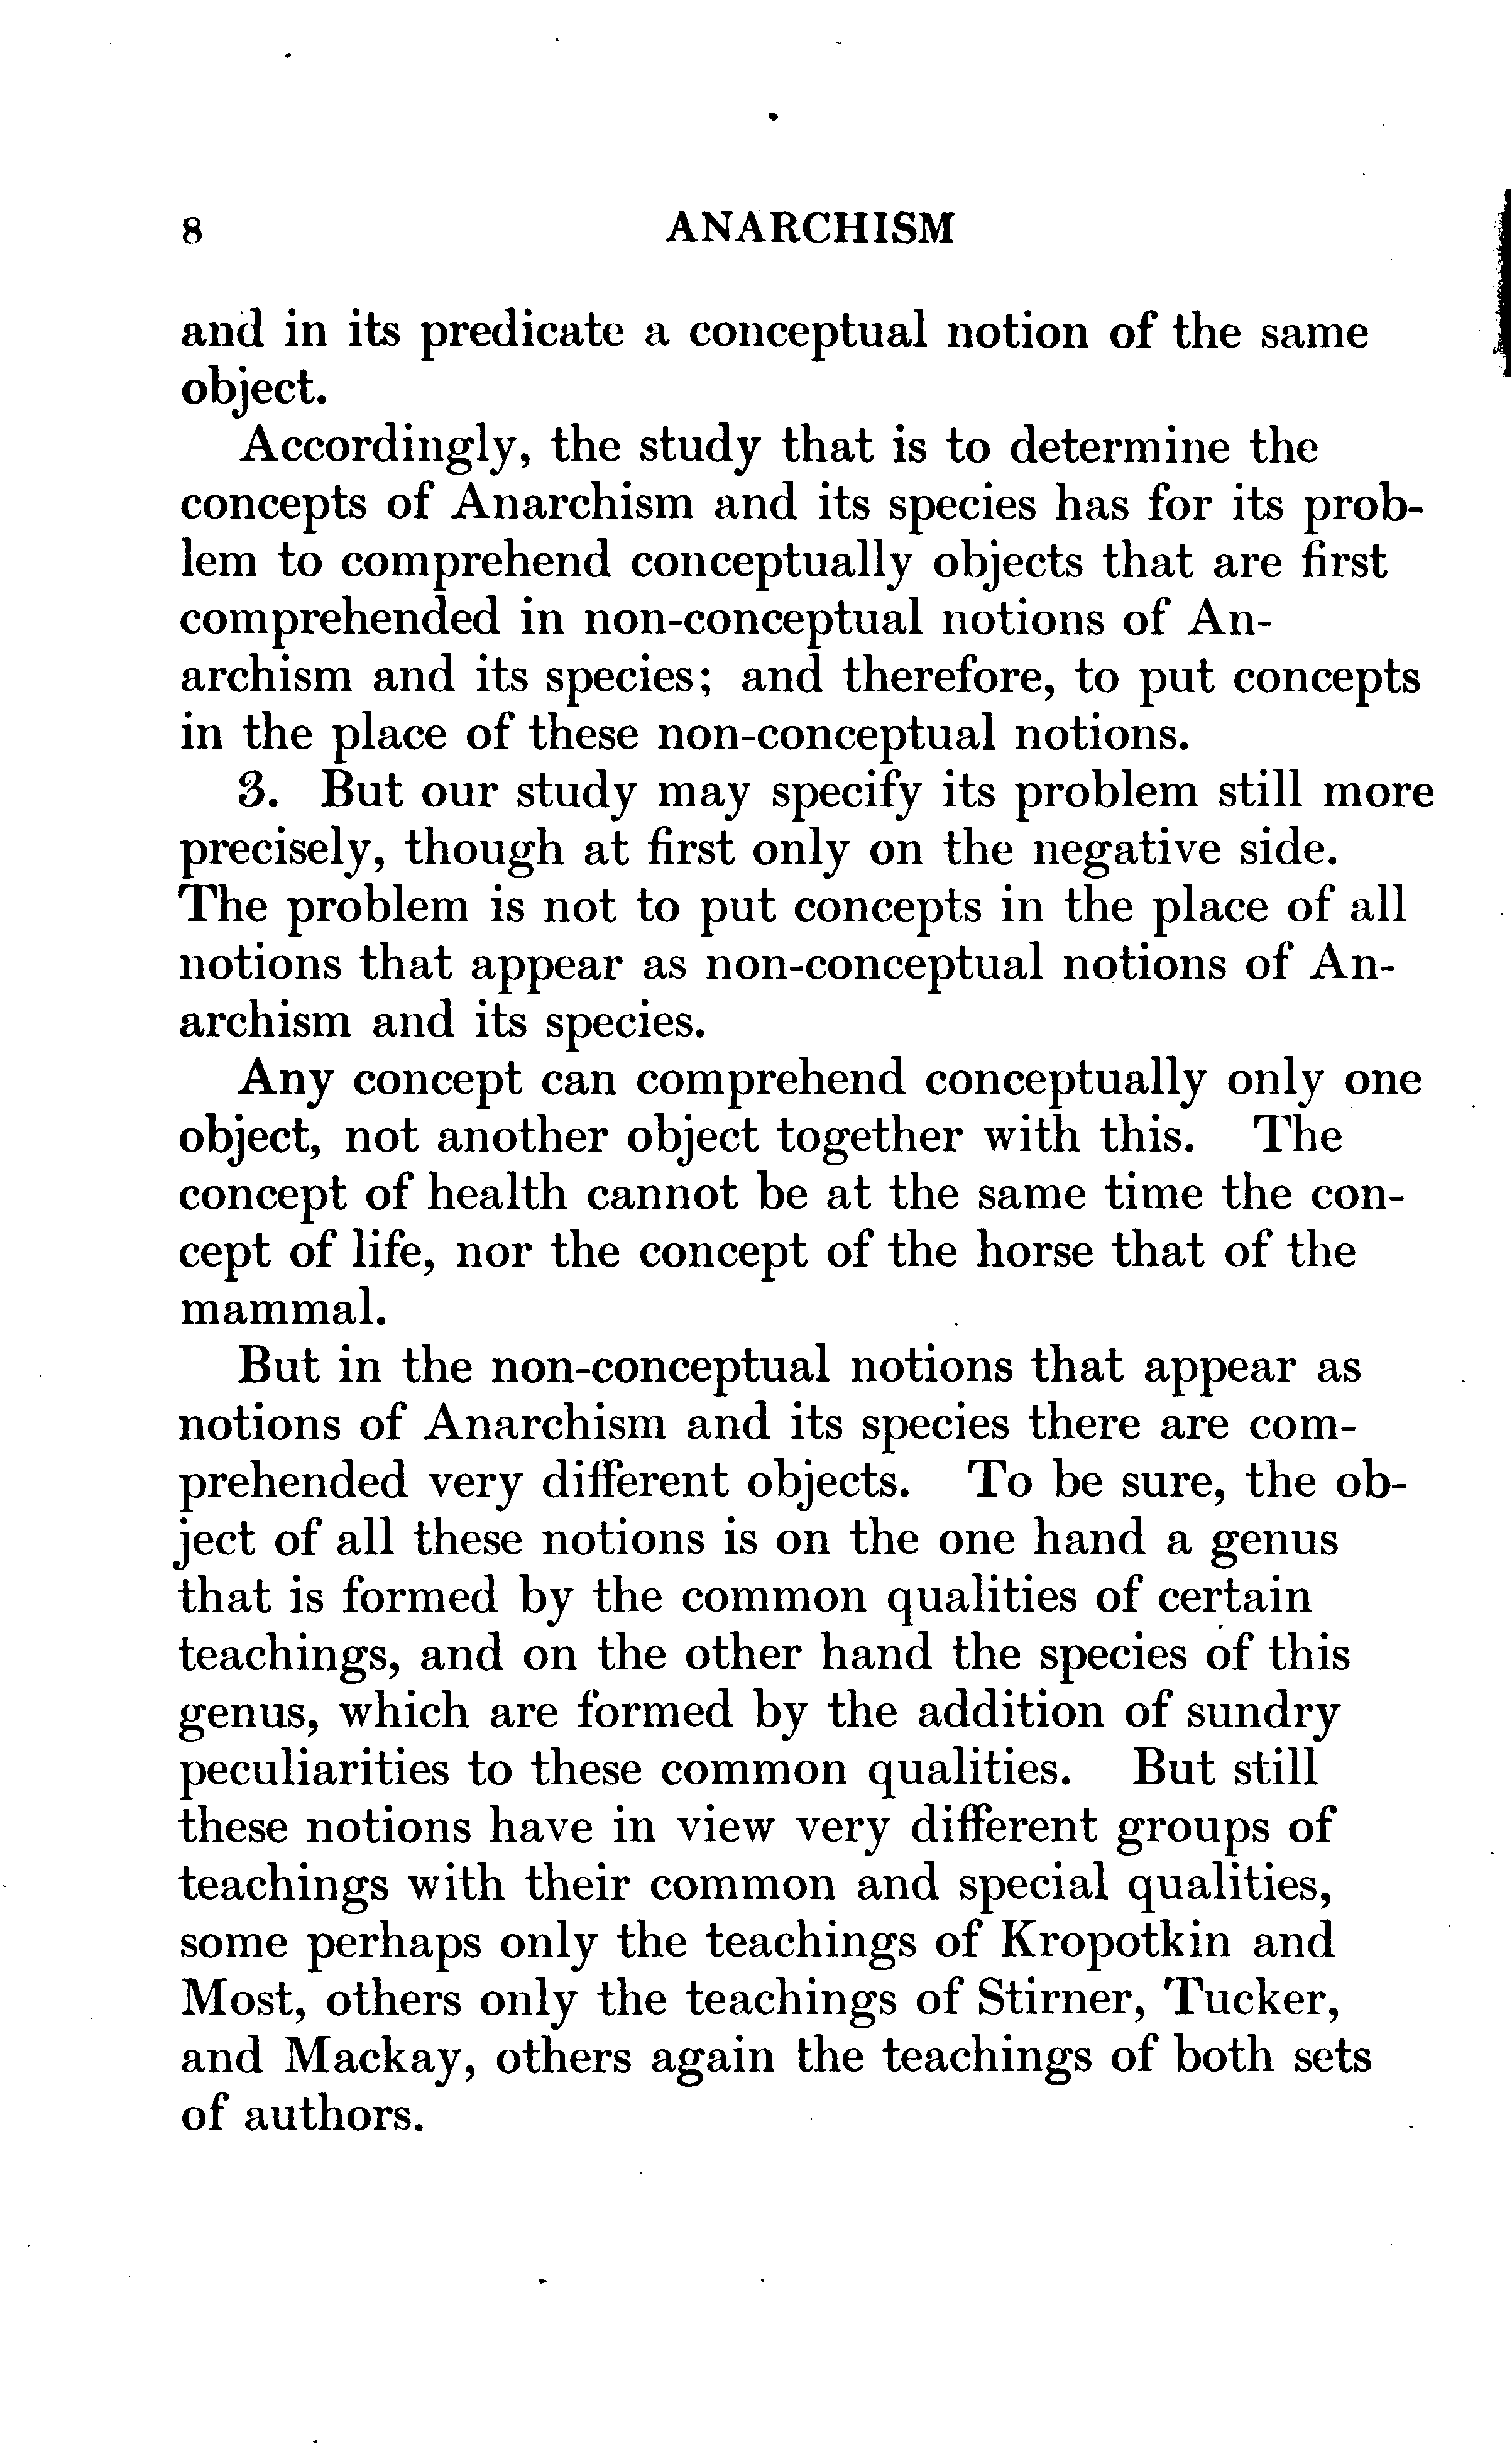 8 ANARCHISM
and in its predicate a conceptual notion of the same
object.
Accordingly, the study that is to determine the
concepts of Anarchism and its species has for its prob-
lem to comprehend conceptually objects that are first
comprehended in non-conceptual notions of An-
archism and its species; and therefore, to put concepts
in the place of these non-conceptual notions.
3. But our study may specify its problem still more
precisely, though at first only on the negative side.
The problem is not to put concepts in the place of all
notions that appear as non-conceptual notions of An-
archism and its species.
Any concept can comprehend conceptually only one
object, not another object together with this. The
concept of health cannot be at the same time the con-
cept of life, nor the concept of the horse that of the
mammal.
But in the non-conceptual notions that appear as
notions of Anarchism and its species there are com-
prehended very different objects. To be sure, the ob-
ject of all these notions is on the one hand a genus
that is formed by the common qualities of certain
teachings, and on the other hand the species of this
genus, which are formed by the addition of sundry
peculiarities to these common qualities. But still
these notions have in view very different groups of
teachings with their common and special qualities,
some perhaps only the teachings of Kropotkin and
Most, others only the teachings of Stirner, Tucker,
and Mackay, others again the teachings of both sets
of authors.